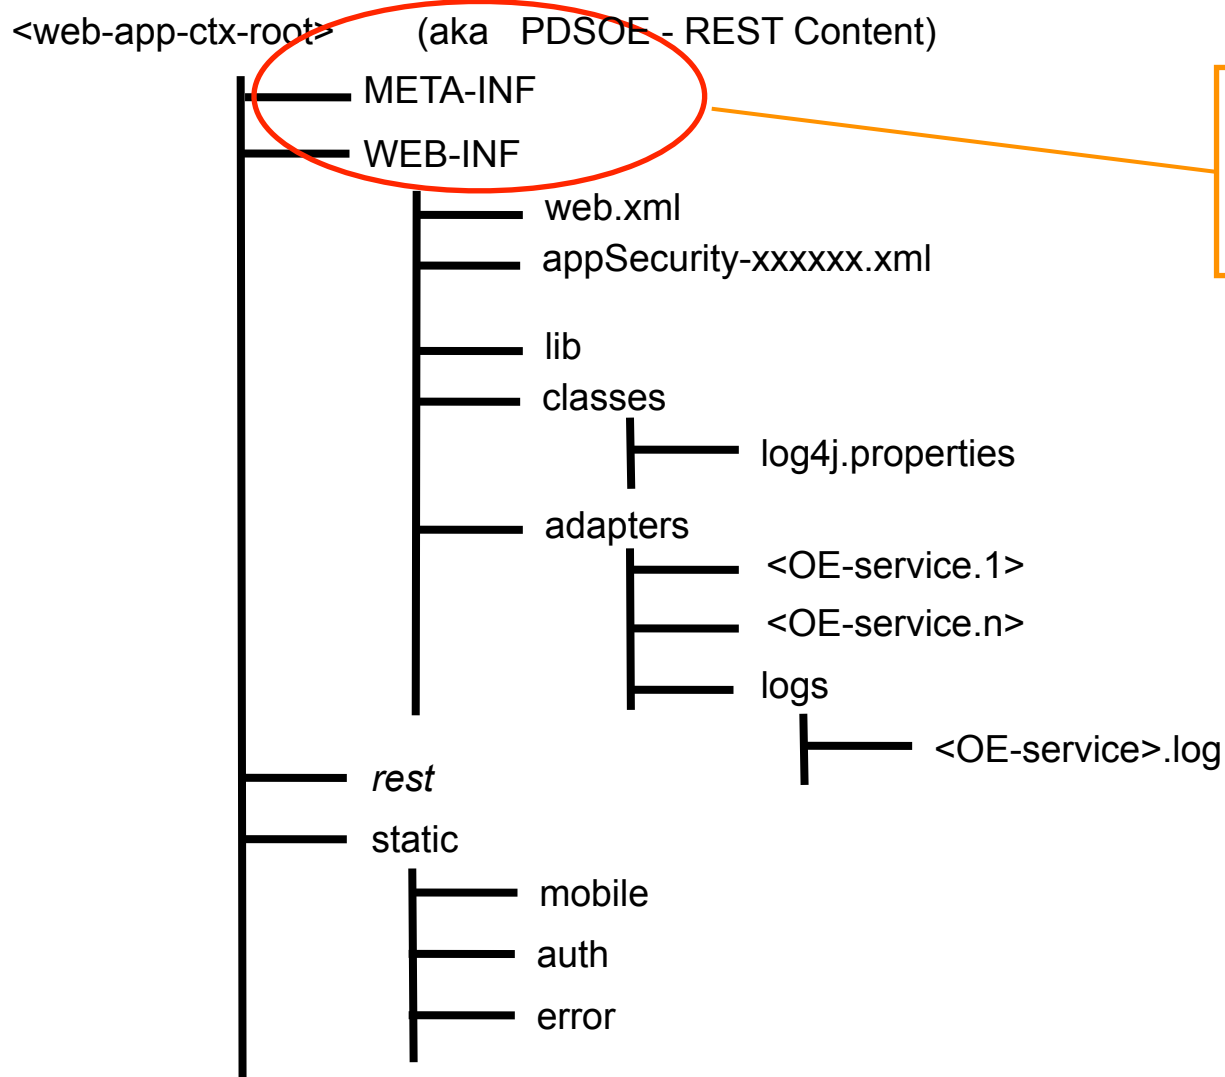 <web-app-ctx-root> (aka PDSOE - REST Content)
META-INF
WEB-INF
web.xml
appSecurity-xxxxxx.xml
lib
classes
log4j.properties
adapters
<OE-service.1>
<OE-service.n>
logs
<OE-service>.log
rest
static
mobile
auth
error